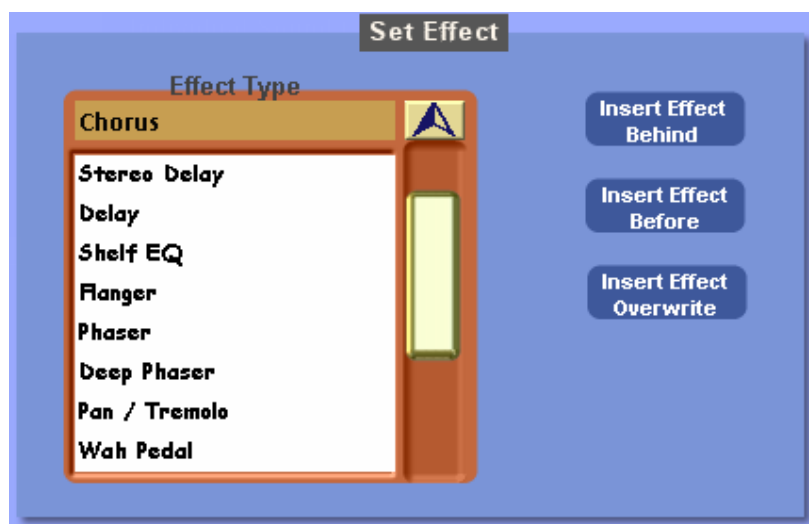 Set Effect
Effect Type
Chorus
Stereo Delay
Delay
Shelf EQ
Flanger
Phaser
Deep Phaser
Pan / Tremolo
Wah Pedal
Insert Effect
Behind
Insert Effect
Before
Insert Effect
Overwrite